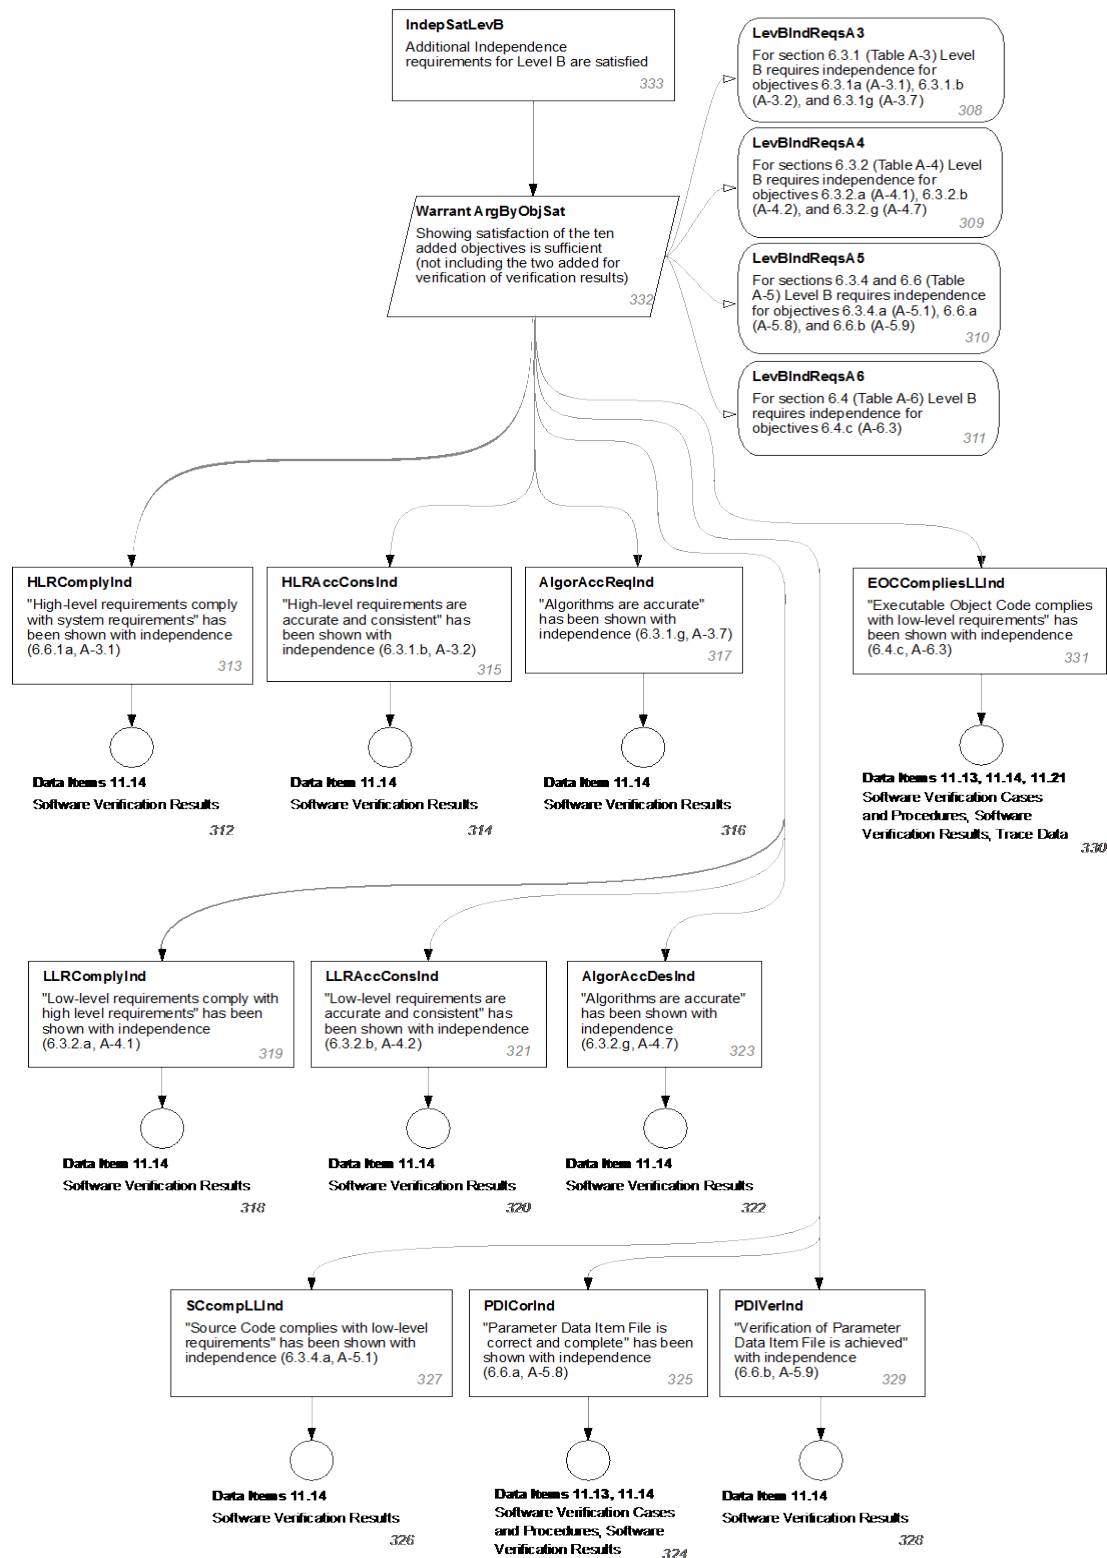 IndepSatLevB
Additional Independence
requirements for Level B are satisfied
333
LevBIndReqsA3
For section 6.3.1 (Table A-3) Level
B requires independence for
objectives 6.3.1a (A-3.1), 6.3.1.b
(A-3.2), and 6.3.1g (A-3.7)
308
LevBIndReqsA4
For sections 6.3.2 (Table A-4) Level
B requires independence for
objectives 6.3.2.a (A-4.1), 6.3.2.b
(A-4.2), and 6.3.2.g (A-4.7)
309
Warrant ArgByObjSat
Showing satisfaction of the ten
added objectives is sufficient
(not including the two added for
verification of verification results)
332
LevBIndReqsA5
For sections 6.3.4 and 6.6 (Table
A-5) Level B requires independence
for objectives 6.3.4.a (A-5.1), 6.6.a
(A-5.8), and 6.6.b (A-5.9)
310
LevBIndReqsA6
For section 6.4 (Table A-6) Level B
requires independence for
objectives 6.4.c (A-6.3)
311
HLRComplyInd
"High-level requirements comply
with system requirements" has
been shown with independence
(6.6.1a, A-3.1)
313
HLRAccConsInd
"High-level requirements are
accurate and consistent" has
been shown with
independence (6.3.1.b, A-3.2)
315
AlgorAccReqInd
"Algorithms are accurate"
has been shown with
independence (6.3.1.g, A-3.7)
317
EOCCompliesLLInd
"Executable Object Code complies
with low-level requirements" has
been shown with independence
(6.4.c, A-6.3)
331
Data Items 11.14
Software Verification Results
312
Data Item 11.14
Software Verification Results
314
Data Item 11.14
Software Verification Results
316
Data Items 11.13, 11.14, 11.21
Software Verification Cases
and Procedures, Software
Verification Results, Trace Data
330
LLRComplyInd
"Low-level requirements comply with
high level requirements" has been
shown with independence
(6.3.2.a, A-4.1)
319
LLRAccConsInd
"Low-level requirements are
accurate and consistent" has
been shown with independence
(6.3.2.b, A-4.2)
321
AlgorAccDesInd
"Algorithms are accurate"
has been shown with
independence
(6.3.2.g, A-4.7)
323
Data Item 11.14
Software Verification Results
318
Data Item 11.14
Software Verification Results
320
Data Item 11.14
Software Verification Results
322
SCcompLLInd
"Source Code complies with low-level
requirements" has been shown with
independence (6.3.4.a, A-5.1)
327
PDICorInd
"Parameter Data Item File is
correct and complete" has been
shown with independence
(6.6.a, A-5.8)
325
PDIVerInd
"Verification of Parameter
Data Item File is achieved"
with independence
(6.6.b, A-5.9)
329
Data Items 11.14
Software Verification Results
326
Data Items 11.13, 11.14
Software Verification Cases
and Procedures, Software
Verification Results
324
Data Item 11.14
Software Verification Results
328